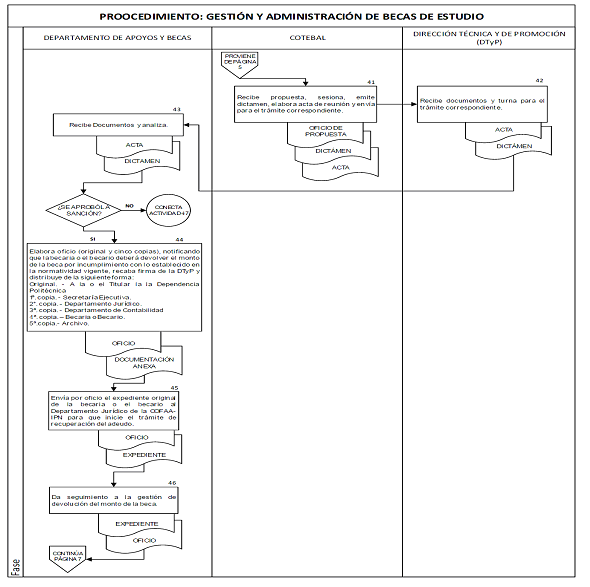 PROOCEDIMIENTO: GESTIÓN Y ADMINISTRACIÓN DE BECAS DE ESTUDIO
DEPARTAMENTO DE APOYOS Y BECAS
COTEBAL
DIRECCIÓN TÉCNICA Y DE PROMOCIÓN
(DTyP)
PROVIENE
DE PÁGINA
5
41
Recibe propuesta, sesiona, emite
dictamen, elabora acta de reunión y envía
para el trámite correspondiente.
OFICIO DE
PROPUESTA
DICTÁMEN
ACTA
42
Recibe documentos y turna para el
trámite correspondiente.
ACTA
DICTÁMEN
43
Recibe Documentos y analiza.
ACTA
DICTAMEN
¿SE APROBÓ LA
SANCIÓN?
NO
CONECTA
ACTIVIDAD 47
SI
44
Elabora oficio (original y cinco copias), notificando
que la becaria o el becario deberá devolver el monto
de la beca por incumplimiento con lo establecido en
la normatividad vigente, recaba firma de la DTyP y
distribuye de la siguiente forma:
Original. - A la o el Titular la la Dependencia
Politécnica
1ª. copia - Secretaría Ejecutiva.
2ª. copia - Departamento Jurídico.
3ª. copia - Departamento de Contabilidad
4ª. copia – Becaria o Becario.
5ª copia - Archivo.
OFICIO
DOCUMENTACIÓN
ANEXA
45
Envía por oficio el expediente original
de la becaria o el becario al
Departamento Jurídico de la COFAA-
IPN para que inicie el trámite de
recuperación del adeudo.
OFICIO
EXPEDIENTE
46
Da seguimiento a la gestión de
devolución del monto de la beca.
EXPEDIENTE
OFICIO
CONTINÚA
PÁGINA 7
Fase